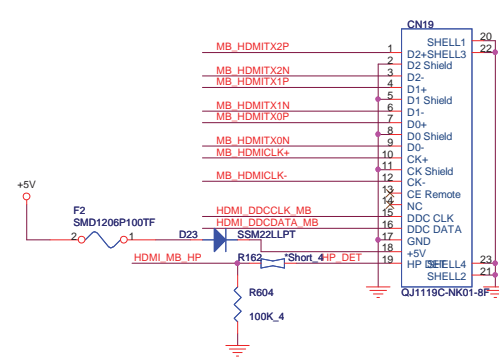 CN19
SHELL1 20
MB_HDMITX2P 1 D2+ SHELL3 22
2 D2 Shield
MB_HDMITX2N 3 D2-
MB_HDMITX1P 4 D1+
5 D1 Shield
MB_HDMITX1N 6 D1-
MB_HDMITX0P 7 D0+
8 D0 Shield
MB_HDMITX0N 9 D0-
MB_HDMICLK+ 10 CK+
11 CK Shield
MB_HDMICLK- 12 CK-
13 CE Remote
14 NC
HDMI_DDCCLK_MB 15 DDC CLK
HDMI_DDCDATA_MB 16 DDC DATA
17 GND
18 +5V
HDMI_MB_HP R162 *Short_4 HP_DET 19 HP DET SHELL4 23
SHELL2 21
QJ1119C-NK01-8F
+5V
F2
SMD1206P100TF
2 1
D23 SSM22LLPT
R604
100K_4